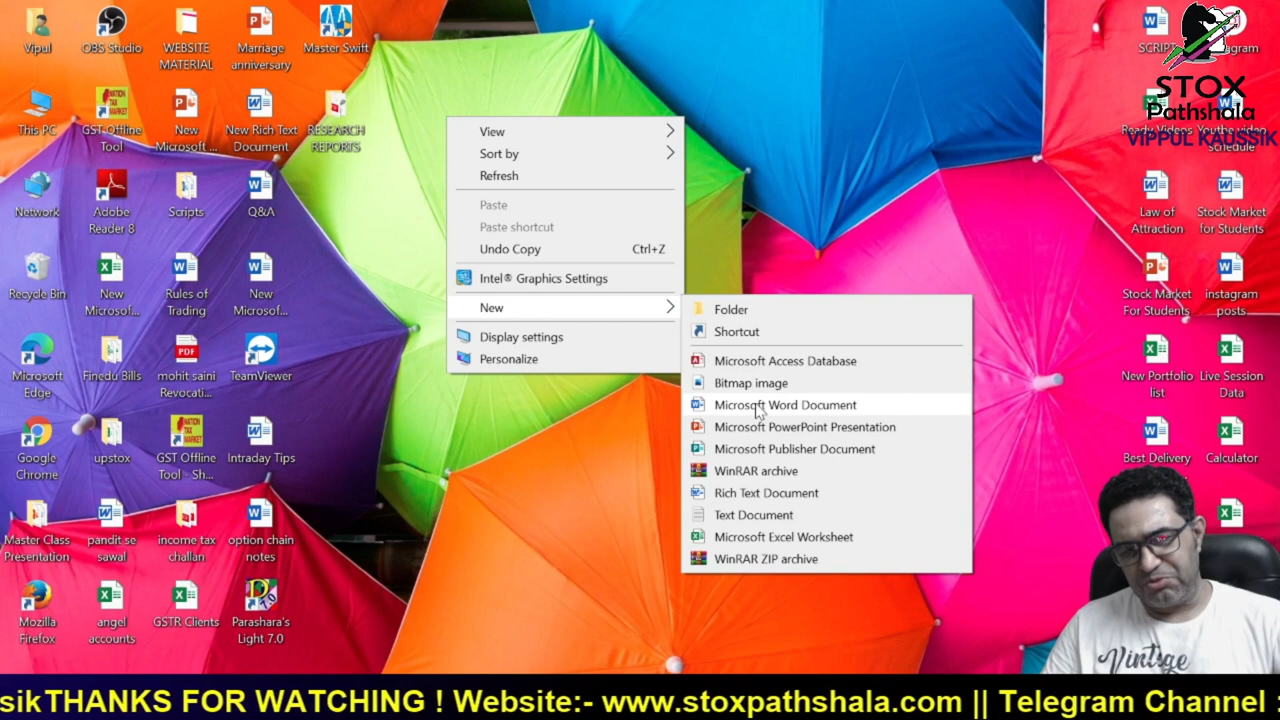 Vipul
OBS Studio
WEBSITE
MATERIAL
Marriage
anniversary
Master Swift
This PC
GST Offline
Tool
New
Microsoft ...
New Rich Text
Document
RESEARCH
REPORTS
Network
Adobe
Reader 8
Scripts
Q&A
Recycle Bin
New
Microsof...
Rules of
Trading
New
Microsof...
Microsoft
Edge
Finedu Bills
mohit saini
Revocati...
TeamViewer
Google
Chrome
upstox
GST Offline
Tool - Sh...
Intraday Tips
Master Class
Presentation
pandit se
sawal
income tax
challan
option chain
notes
Mozilla
Firefox
angel
accounts
GSTR Clients
Parashara's
Light 7.0
View
Sort by
Refresh
Paste
Paste shortcut
Undo Copy Ctrl+Z
Intel® Graphics Settings
New
Display settings
Personalize
Folder
Shortcut
Microsoft Access Database
Bitmap image
Microsoft Word Document
Microsoft PowerPoint Presentation
Microsoft Publisher Document
WinRAR archive
Rich Text Document
Text Document
Microsoft Excel Worksheet
WinRAR ZIP archive
SCRIPT
STOX
Pathshala
VIPPUL KAUSSIK
Ready Videos
schedule
Law of
Attraction
Stock Market
for Students
Stock Market
For Students
instagram
posts
New Portfolio
list
Live Session
Data
Best Delivery
Calculator
Vintage
sik THANKS FOR WATCHING ! Website:- www.stoxpathshala.com || Telegram Channel :